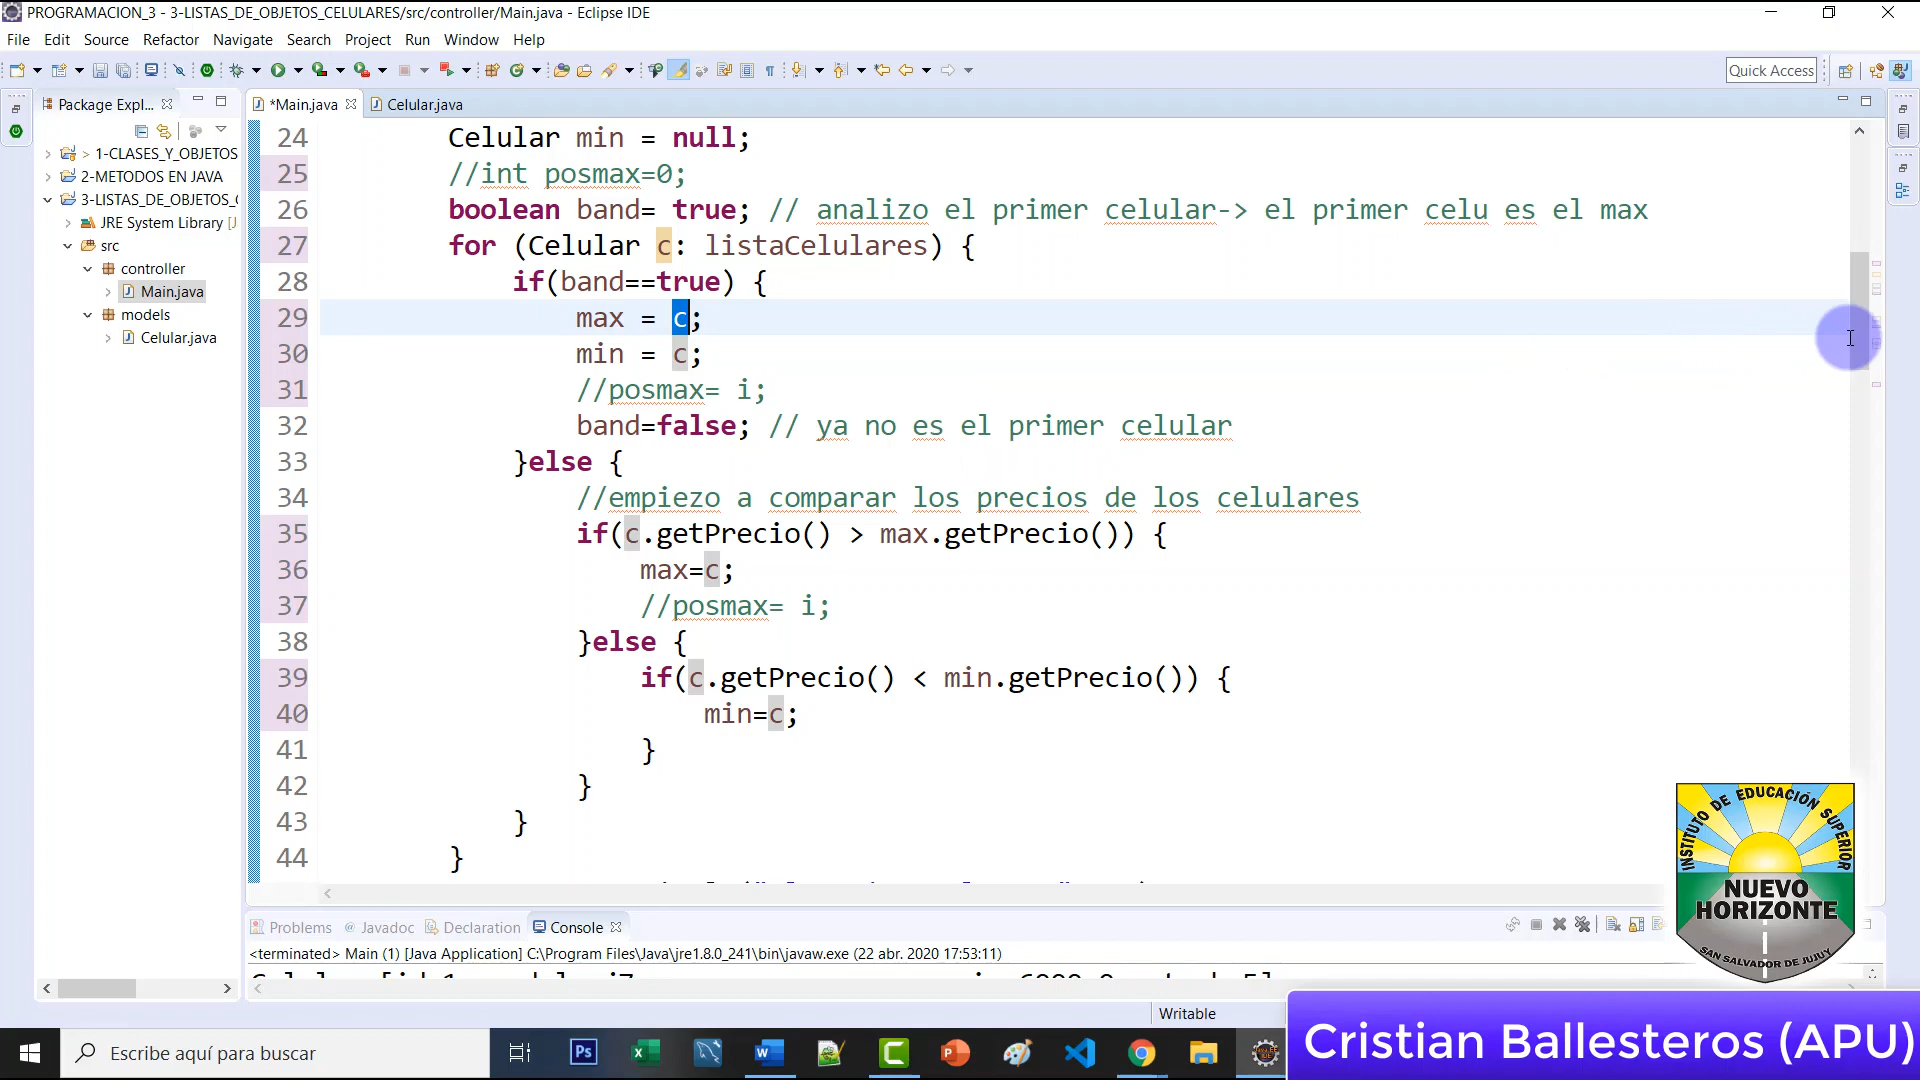 PROGRAMACION_3 - 3-LISTAS_DE_OBJETOS_CELULARES/src/controller/Main.java - Eclipse IDE
File Edit Source Refactor Navigate Search Project Run Window Help
Quick Access
Package Expl...
*Main.java
Celular.java
> 1-CLASES_Y_OBJETOS
2-METODOS EN JAVA
3-LISTAS_DE_OBJETOS_
JRE System Library [J
src
controller
Main.java
models
Celular.java
24 Celular min = null;
25 //int posmax=0;
26 boolean band= true; // analizo el primer celular-> el primer celu es el max
27 for (Celular c: listaCelulares) {
28 if(band==true) {
29 max = c;
30 min = c;
31 //posmax= i;
32 band=false; // ya no es el primer celular
33 }else {
34 //empiezo a comparar los precios de los celulares
35 if(c.getPrecio() > max.getPrecio()) {
36 max=c;
37 //posmax= i;
38 }else {
39 if(c.getPrecio() < min.getPrecio()) {
40 min=c;
41 }
42 }
43 }
44 }
Problems @ Javadoc Declaration Console
<terminated> Main (1) [Java Application] C:\Program Files\Java\jre1.8.0_241\bin\javaw.exe (22 abr. 2020 17:53:11)
Writable
INSTITUTO DE EDUCACIÓN SUPERIOR
NUEVO
HORIZONTE
SAN SALVADOR DE JUJUY
Cristian Ballesteros (APU)
Escribe aquí para buscar